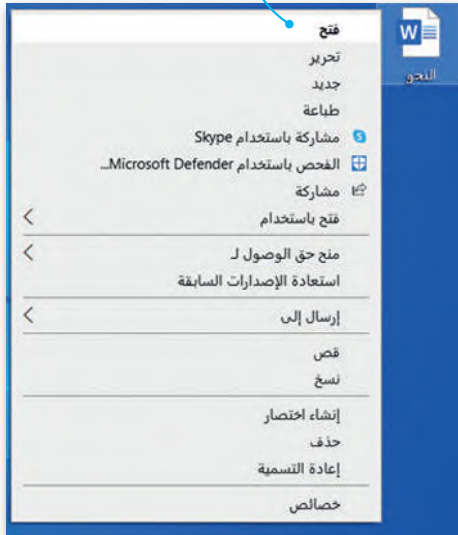 النحو
فتح
تحرير
جديد
طباعة
مشاركة باستخدام Skype
الفحص باستخدام Microsoft Defender...
مشاركة
فتح باستخدام
منح حق الوصول لـ
استعادة الإصدارات السابقة
إرسال إلى
قص
نسخ
إنشاء اختصار
حذف
إعادة التسمية
خصائص